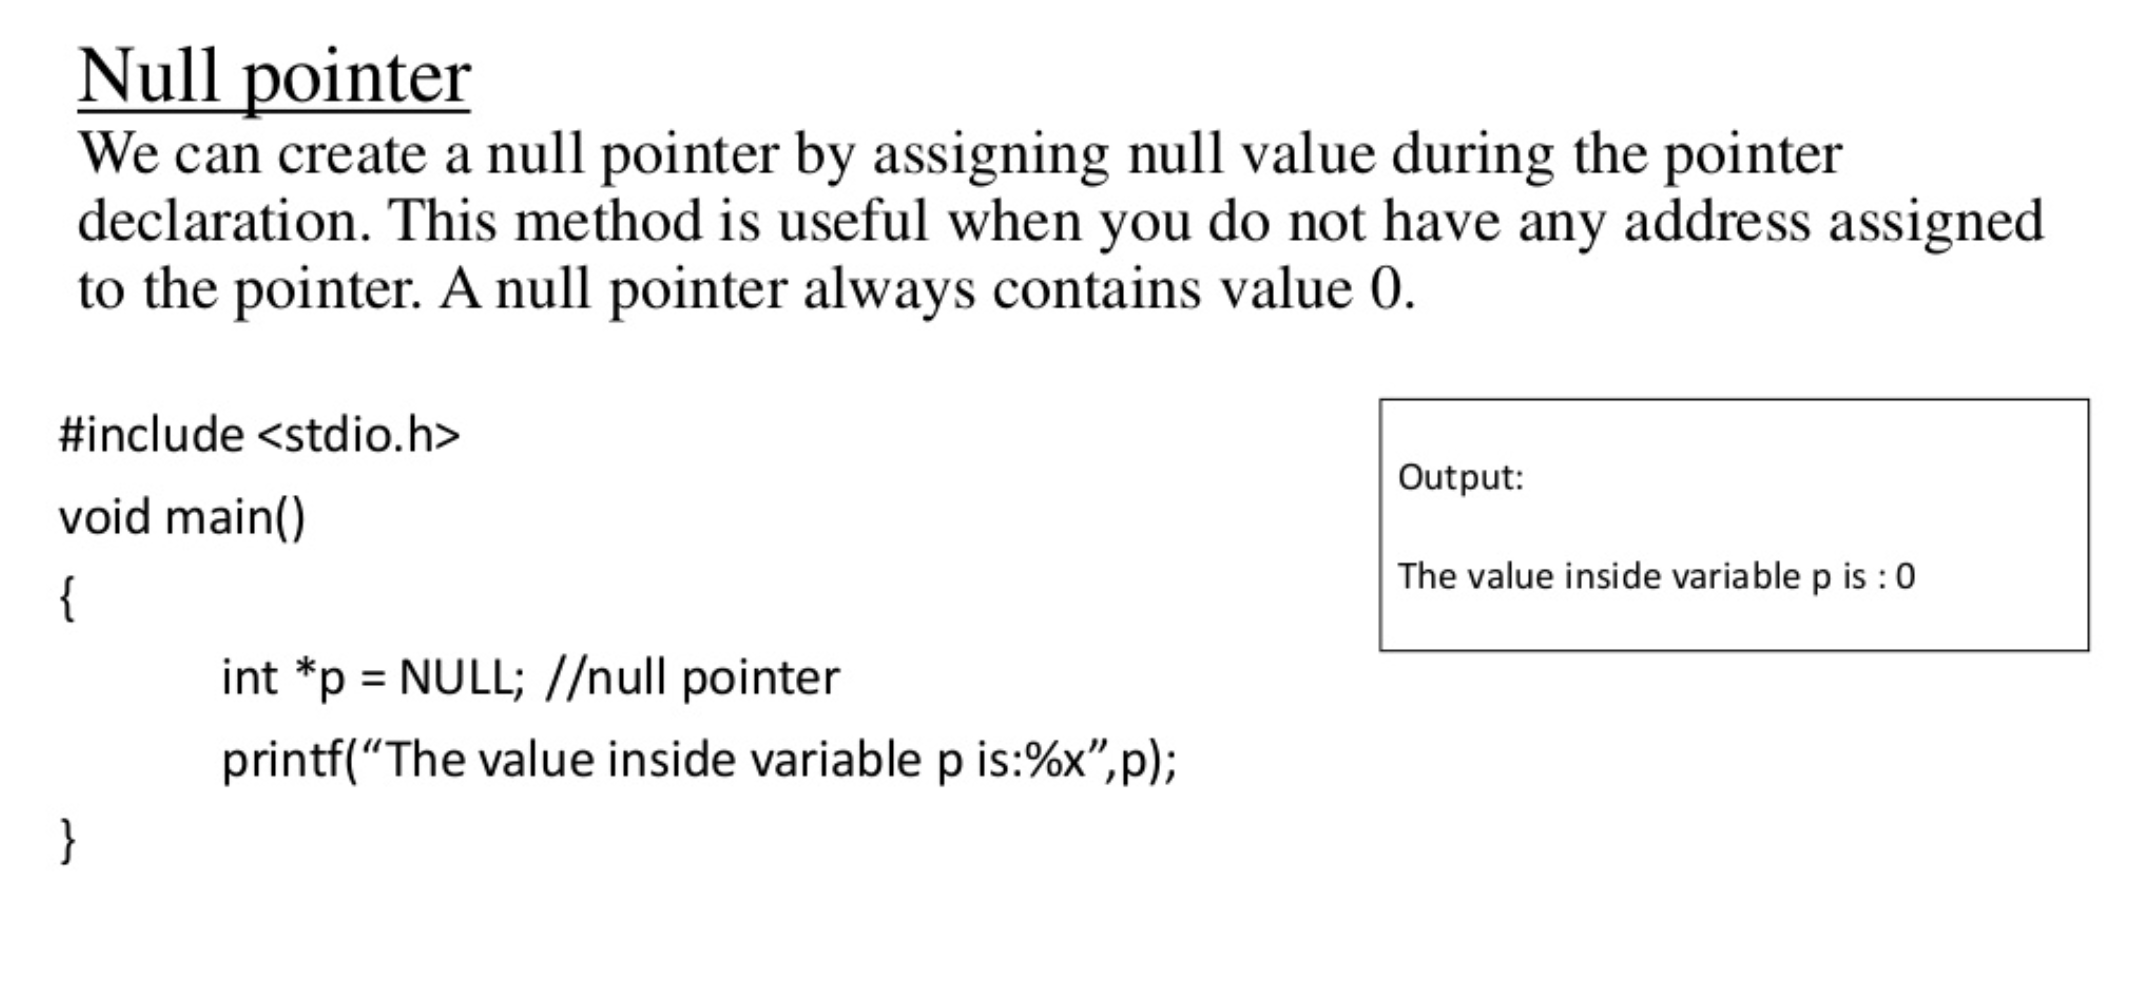 Null pointer
We can create a null pointer by assigning null value during the pointer
declaration. This method is useful when you do not have any address assigned
to the pointer. A null pointer always contains value 0.
#include <stdio.h>
void main()
{
int *p = NULL; //null pointer
printf(“The value inside variable p is:%x”,p);
}
Output:
The value inside variable p is : 0